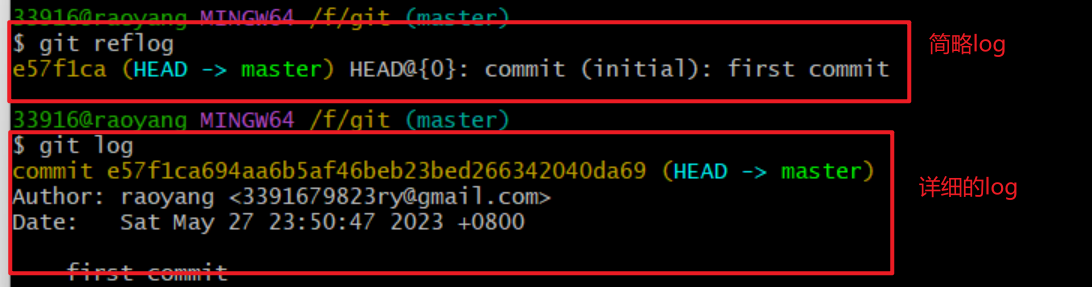 33916@raoyang MINGW64 /f/git (master)
$ git reflog
e57f1ca (HEAD -> master) HEAD@{0}: commit (initial): first commit
简略log
33916@raoyang MINGW64 /f/git (master)
$ git log
commit e57f1ca694aa6b5af46beb23bed266342040da69 (HEAD -> master)
Author: raoyang <3391679823ry@gmail.com>
Date:   Sat May 27 23:50:47 2023 +0800
详细的log
    first commit